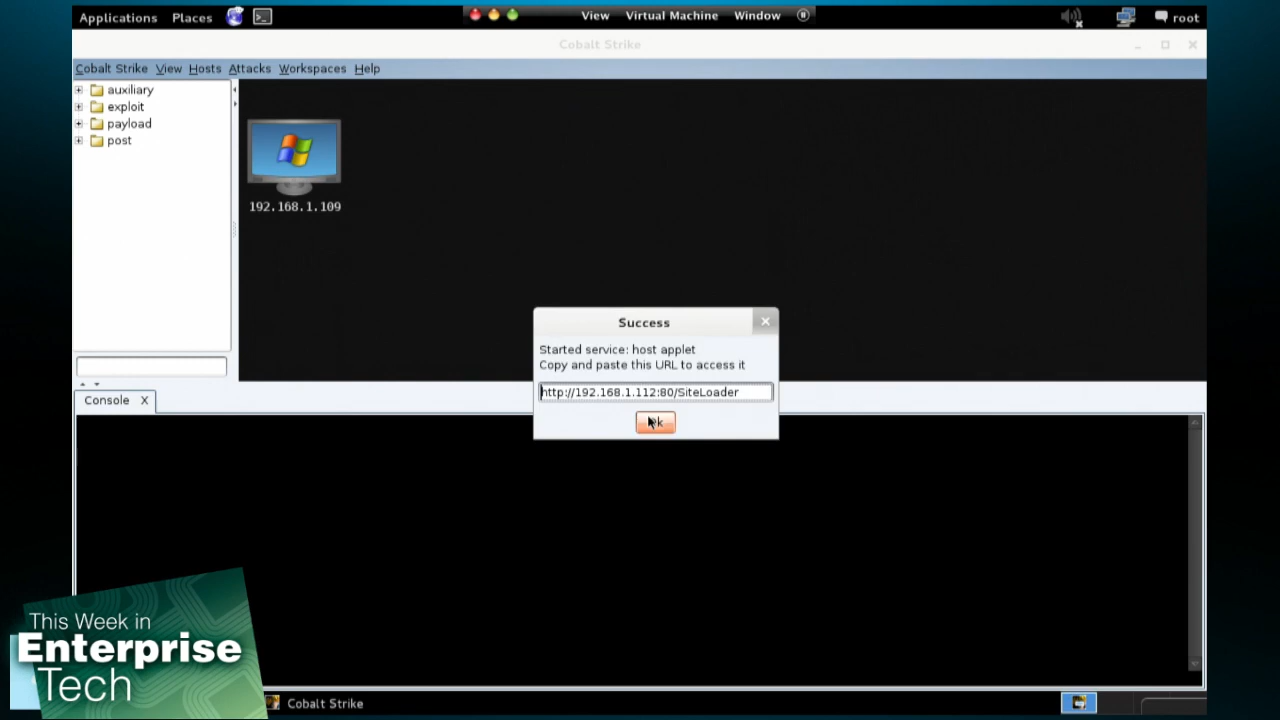 Applications Places
View Virtual Machine Window
root
Cobalt Strike
Cobalt Strike View Hosts Attacks Workspaces Help
auxiliary
exploit
payload
post
192.168.1.109
Success
Started service: host applet
Copy and paste this URL to access it
http://192.168.1.112:80/SiteLoader
Console X
This Week in
Enterprise
Tech
Cobalt Strike